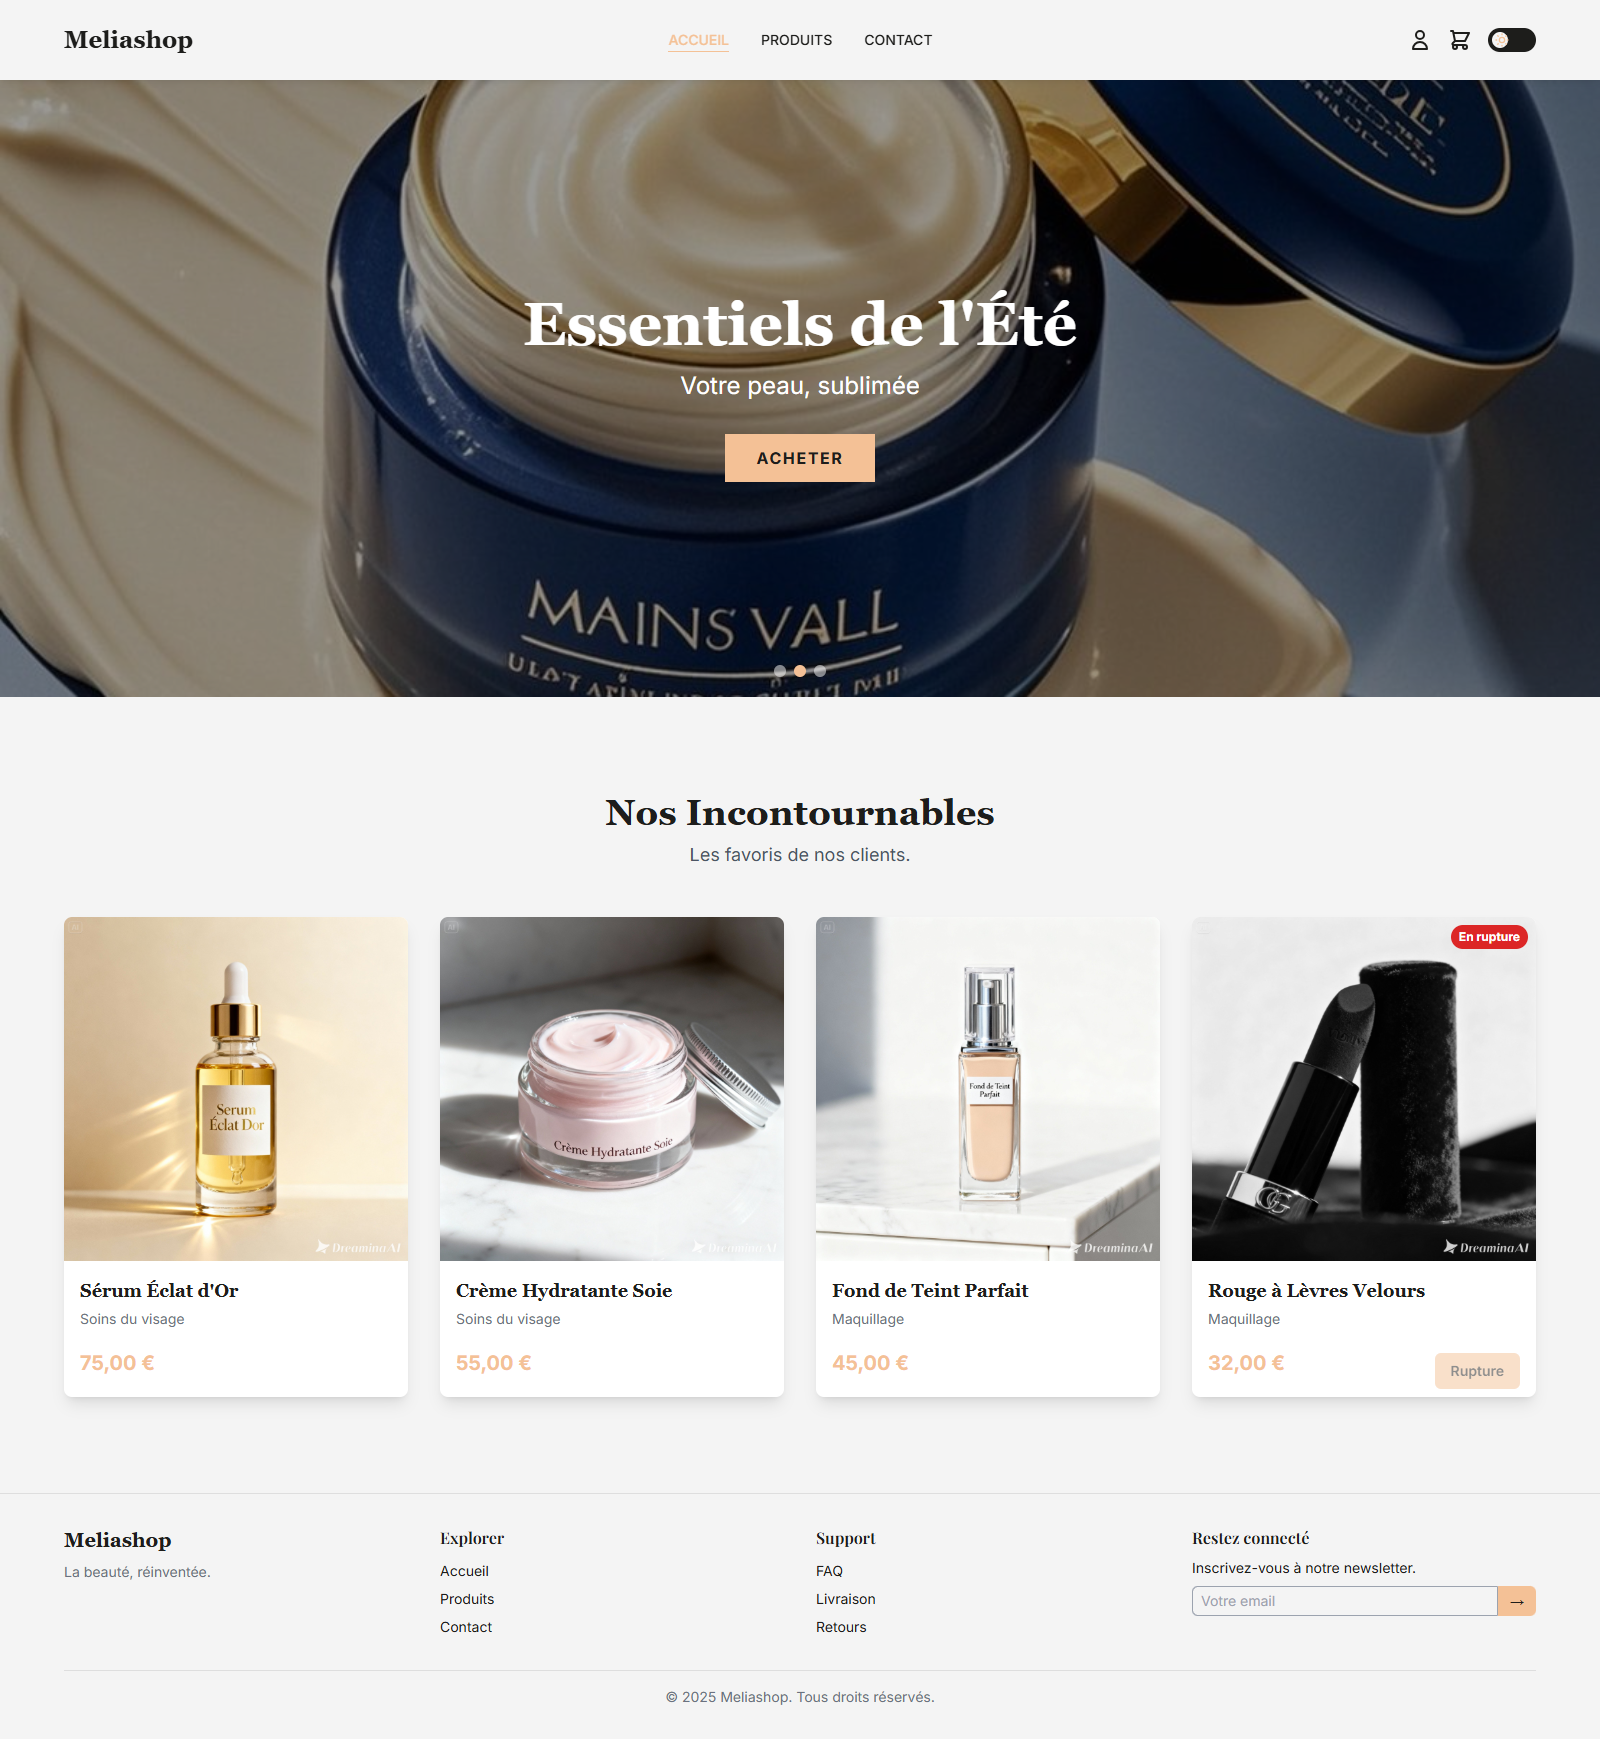 Meliashop
ACCUEIL PRODUITS CONTACT
Essentiels de l'Été
Votre peau, sublimée
ACHETER
MAINS VALL
Nos Incontournables
Les favoris de nos clients.
AI
Serum
Éclat Dor
DreaminaAI
Sérum Éclat d'Or
Soins du visage
75,00 €
AI
Crème Hydratante Soie
DreaminaAI
Crème Hydratante Soie
Soins du visage
55,00 €
AI
Fond de Teint
Parfait
DreaminaAI
Fond de Teint Parfait
Maquillage
45,00 €
En rupture
DreaminaAI
Rouge à Lèvres Velours
Maquillage
32,00 €
Rupture
Meliashop
La beauté, réinventée.
Explorer
Accueil
Produits
Contact
Support
FAQ
Livraison
Retours
Restez connecté
Inscrivez-vous à notre newsletter.
Votre email →
© 2025 Meliashop. Tous droits réservés.